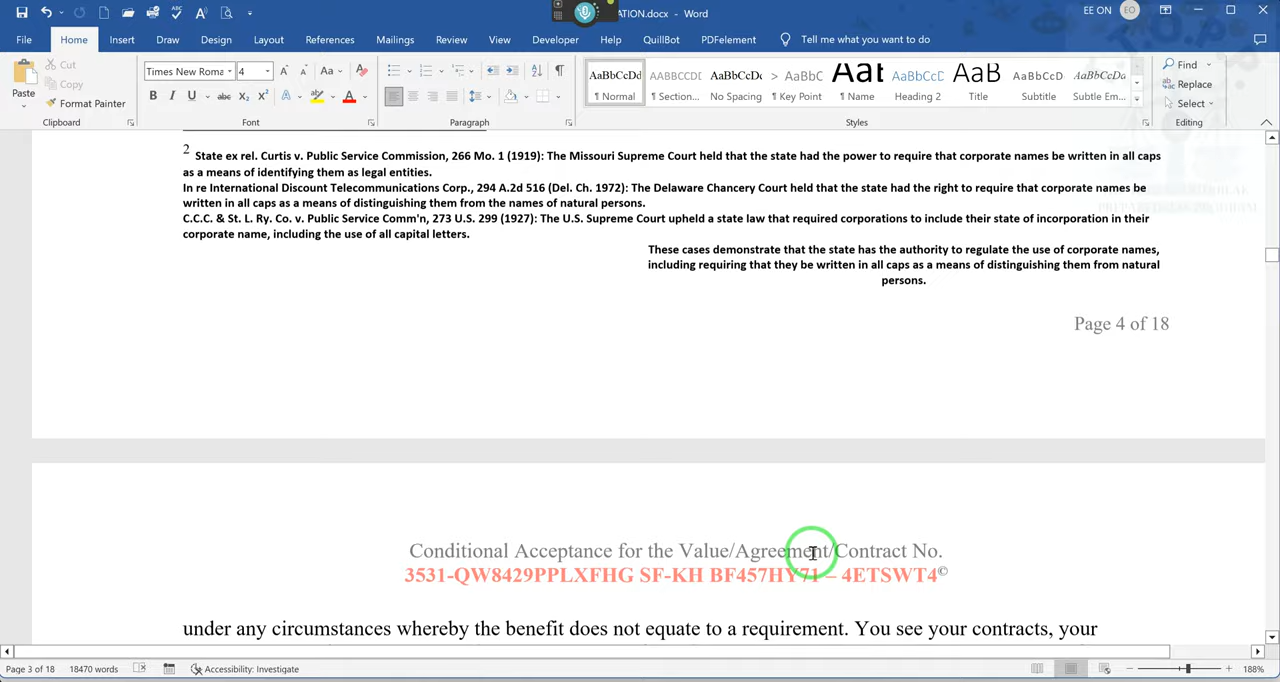 ATION.docx - Word
EE ON EO
File Home Insert Draw Design Layout References Mailings Review View Developer Help QuillBot PDFelement Tell me what you want to do
Paste Cut Copy Format Painter
Times New Roma 4
AaBbCcDd AABBCCDD AaBbCcDc AaBbC AaBt AaBbCcD AaB AaBbCcD AaBbCcDa
¶ Normal ¶ Section... No Spacing ¶ Key Point ¶ Name Heading 2 Title Subtitle Subtle Em...
Find Replace Select
Clipboard Font Paragraph Styles Editing
2 State ex rel. Curtis v. Public Service Commission, 266 Mo. 1 (1919): The Missouri Supreme Court held that the state had the power to require that corporate names be written in all caps
as a means of identifying them as legal entities.
In re International Discount Telecommunications Corp., 294 A.2d 516 (Del. Ch. 1972): The Delaware Chancery Court held that the state had the right to require that corporate names be
written in all caps as a means of distinguishing them from the names of natural persons.
C.C.C. & St. L. Ry. Co. v. Public Service Comm'n, 273 U.S. 299 (1927): The U.S. Supreme Court upheld a state law that required corporations to include their state of incorporation in their
corporate name, including the use of all capital letters.
These cases demonstrate that the state has the authority to regulate the use of corporate names,
including requiring that they be written in all caps as a means of distinguishing them from natural
persons.
Page 4 of 18
Conditional Acceptance for the Value/Agreement/Contract No.
3531-QW8429PPLXFHG SF-KH BF457HY71 – 4ETSWT4©
under any circumstances whereby the benefit does not equate to a requirement. You see your contracts, your
Page 3 of 18 18470 words Accessibility: Investigate 188%